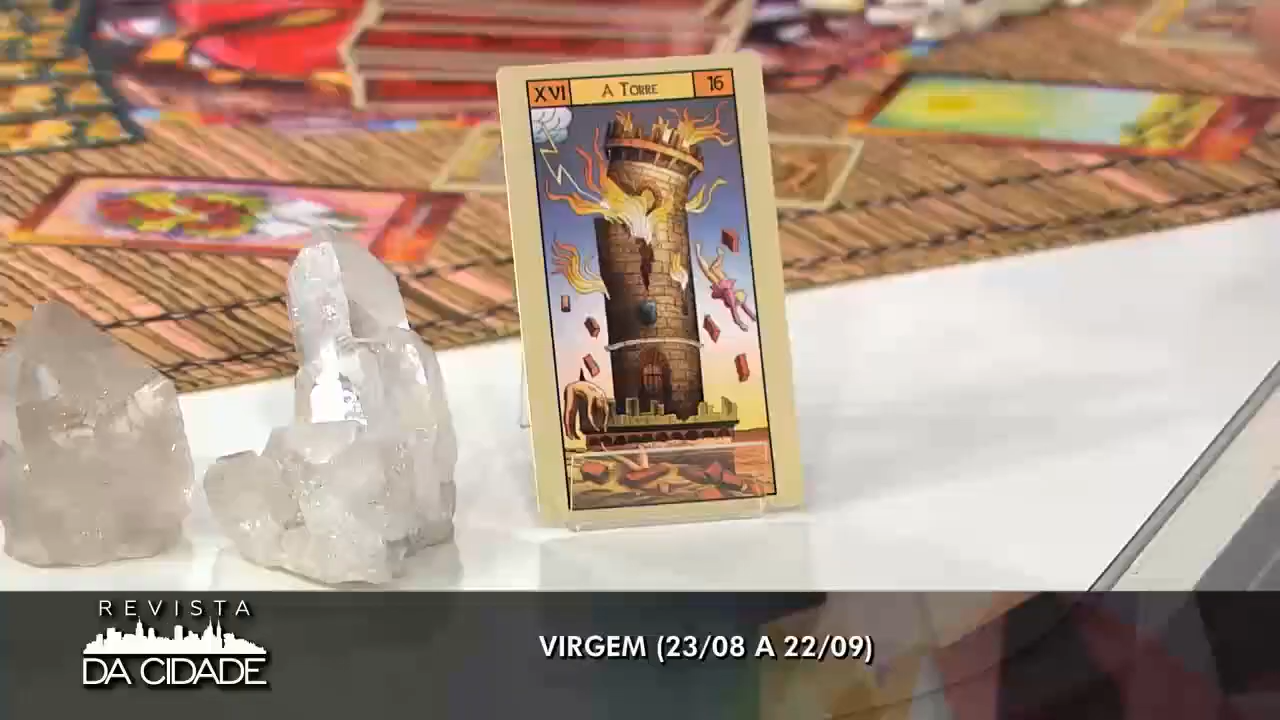 XVI A TORRE 16
REVISTA
DA CIDADE
VIRGEM (23/08 A 22/09)